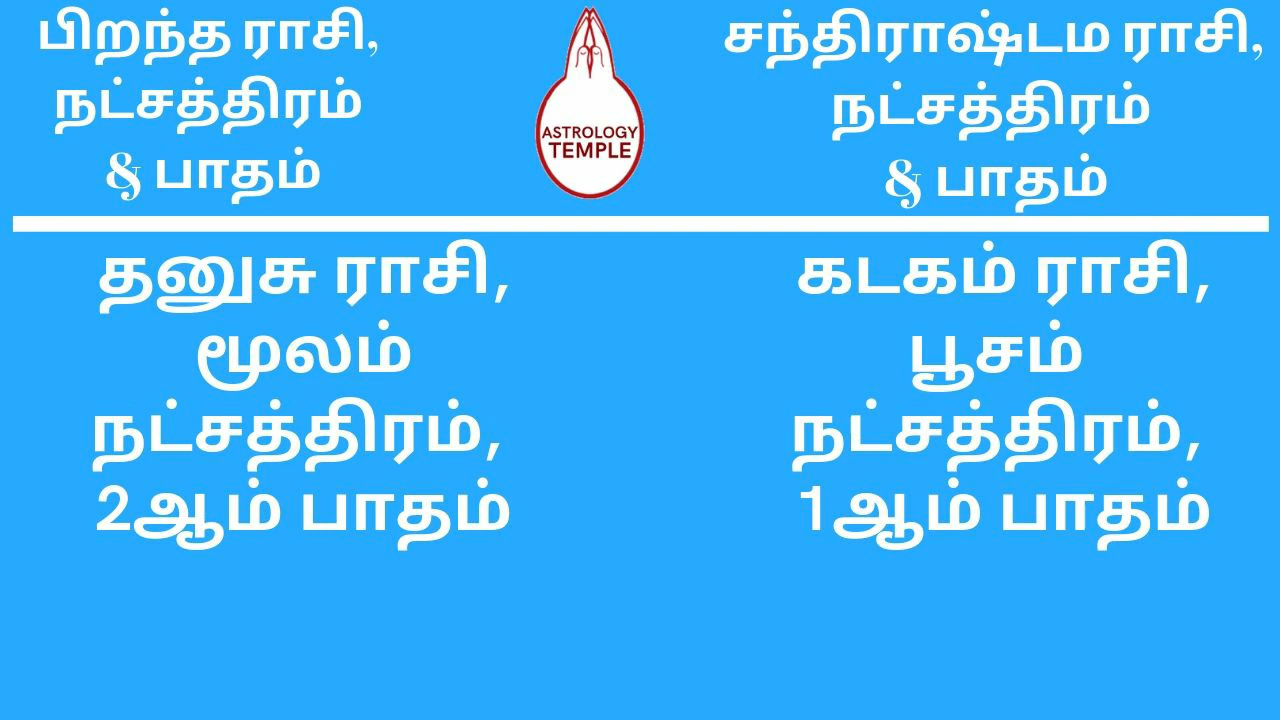 பிறந்த ராசி,
நட்சத்திரம்
& பாதம்
ASTROLOGY
TEMPLE
சந்திராஷ்டம ராசி,
நட்சத்திரம்
& பாதம்
தனுசு ராசி,
மூலம்
நட்சத்திரம்,
2ஆம் பாதம்
கடகம் ராசி,
பூசம்
நட்சத்திரம்,
1ஆம் பாதம்